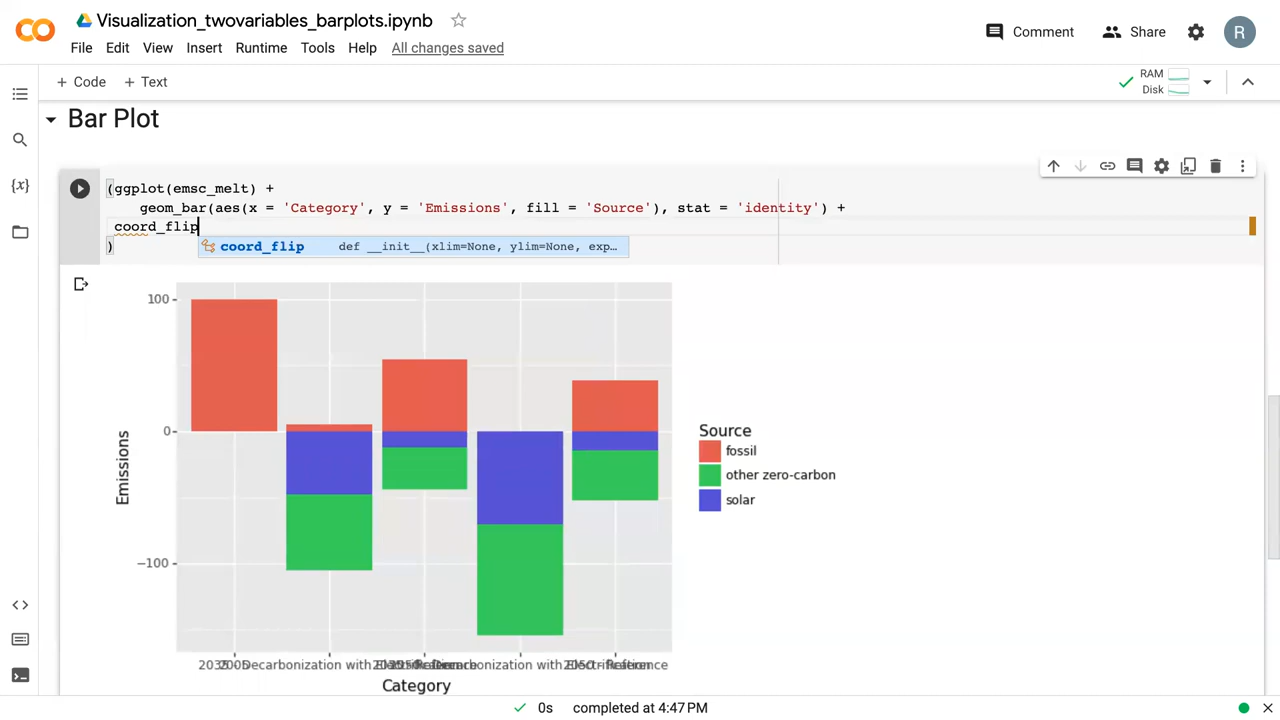 Visualization_twovariables_barplots.ipynb
File Edit View Insert Runtime Tools Help All changes saved
Comment
Share
R
+ Code + Text
RAM
Disk
Bar Plot
(ggplot(emsc_melt) +
geom_bar(aes(x = 'Category', y = 'Emissions', fill = 'Source'), stat = 'identity') +
coord_flip
)
coord_flip def __init__(xlim=None, ylim=None, exp…
100
0
−100
Emissions
Source
fossil
other zero-carbon
solar
Category
0s completed at 4:47 PM